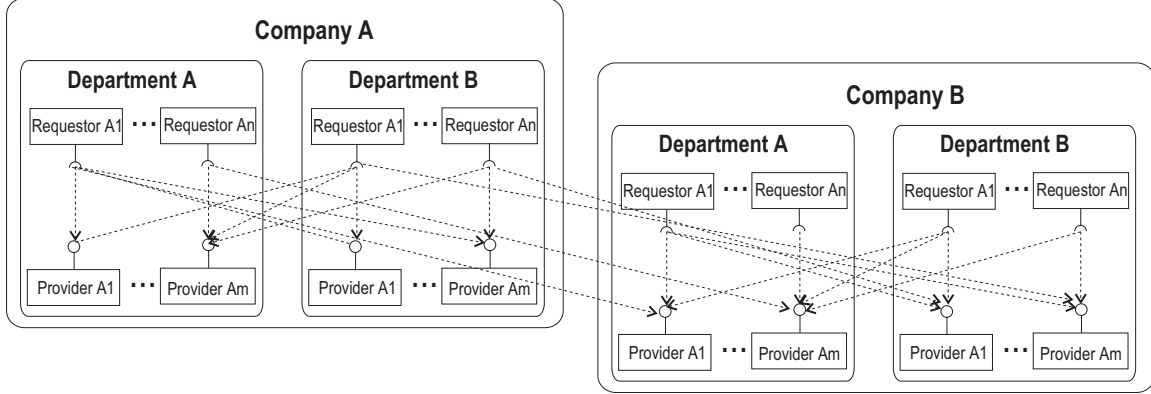 Company A
Department A
Department B
Requestor A1 ··· Requestor An
Requestor A1 ··· Requestor An
Provider A1 ··· Provider Am
Provider A1 ··· Provider Am
Company B
Department A
Department B
Requestor A1 ··· Requestor An
Requestor A1 ··· Requestor An
Provider A1 ··· Provider Am
Provider A1 ··· Provider Am